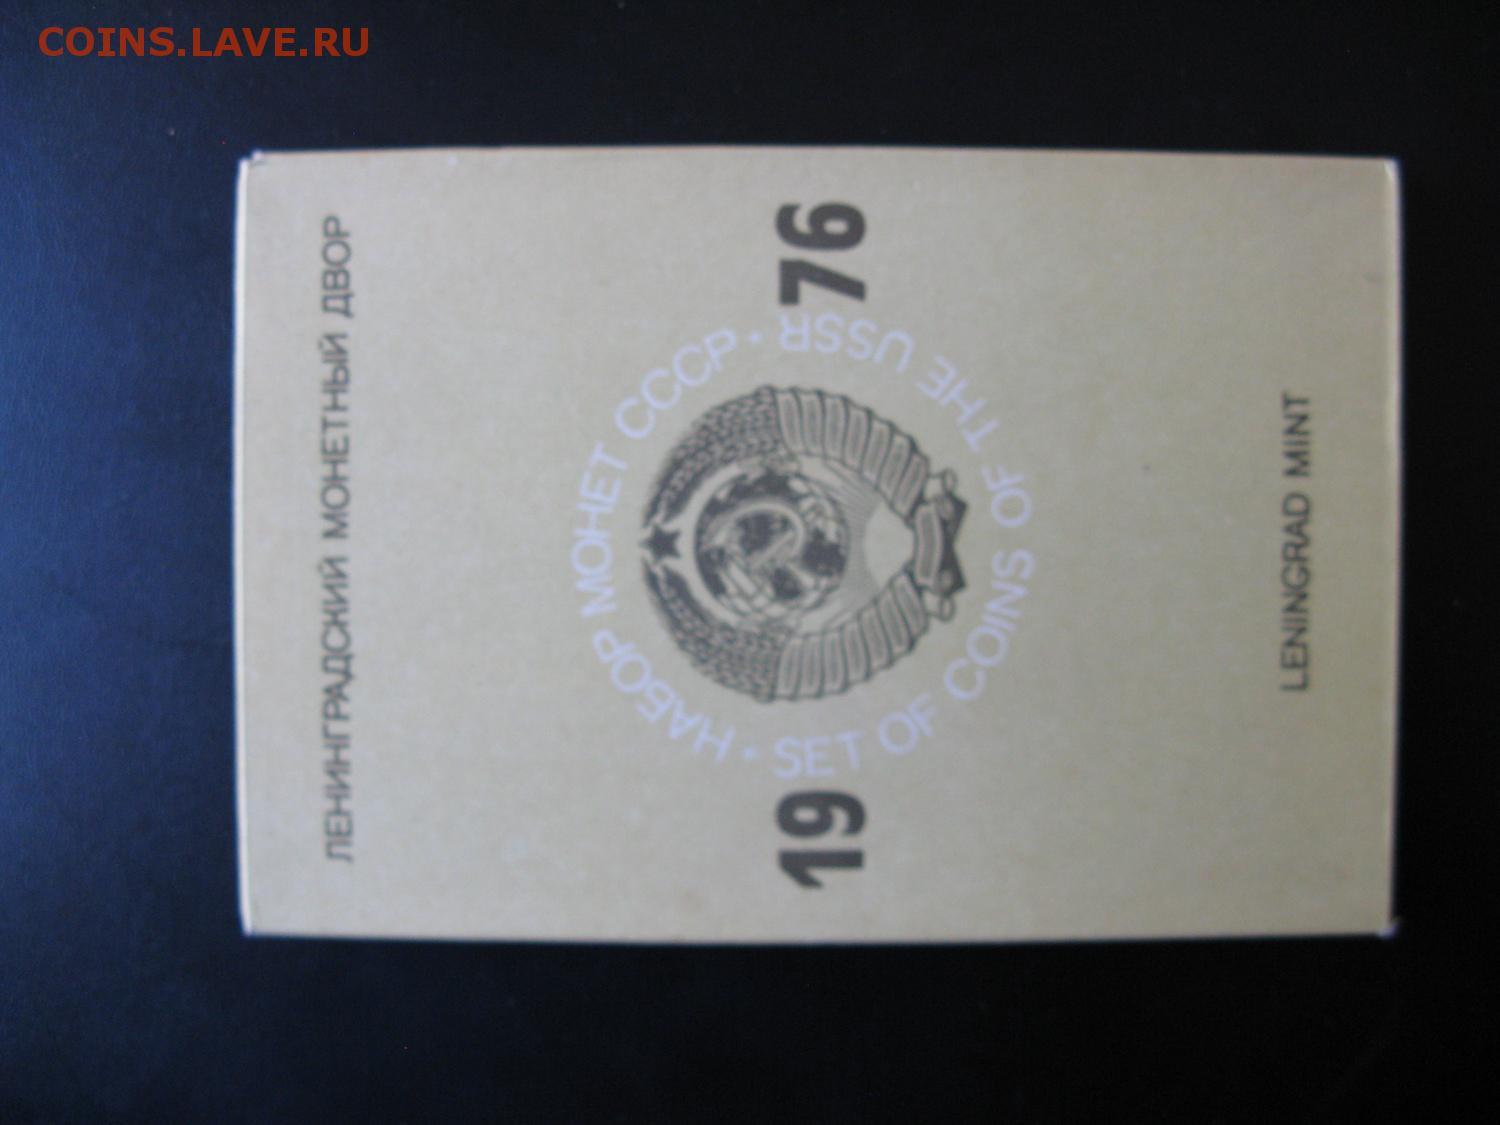 COINS.LAVE.RU
ЛЕНИНГРАДСКИЙ МОНЕТНЫЙ ДВОР
НАБОР МОНЕТ СССР · SET OF COINS OF THE USSR ·
19 76
LENINGRAD MINT